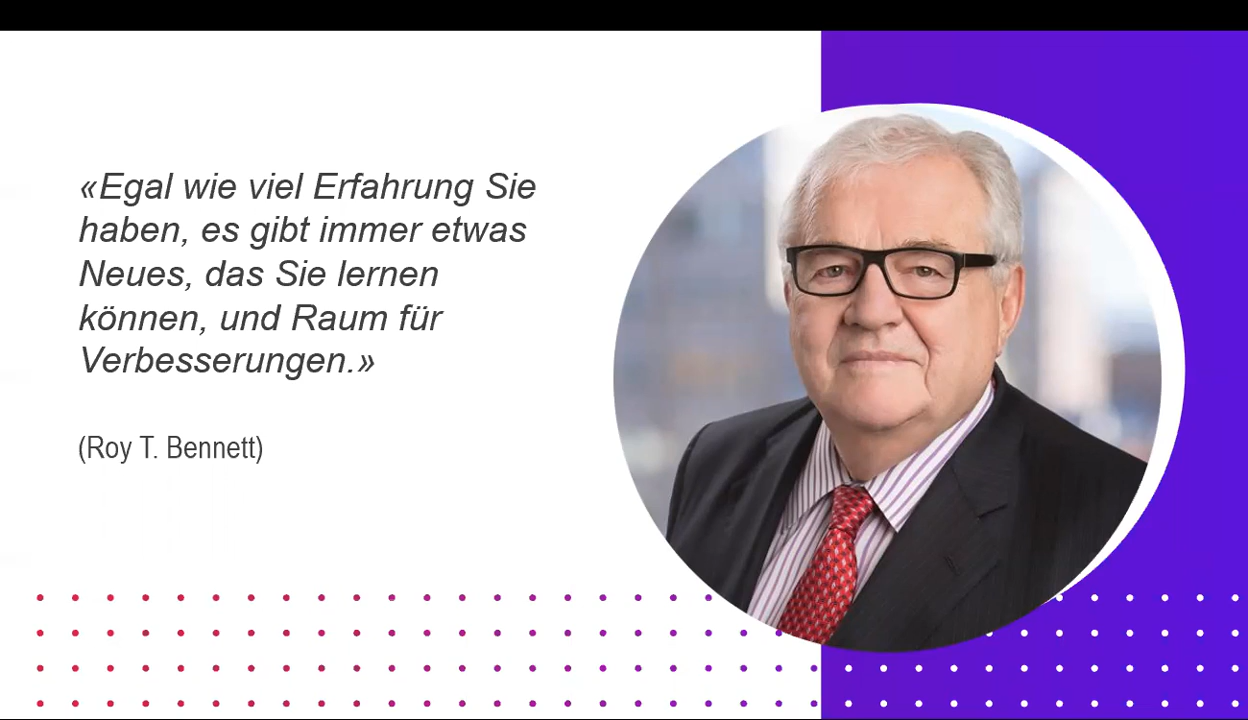 «Egal wie viel Erfahrung Sie
haben, es gibt immer etwas
Neues, das Sie lernen
können, und Raum für
Verbesserungen.»
(Roy T. Bennett)